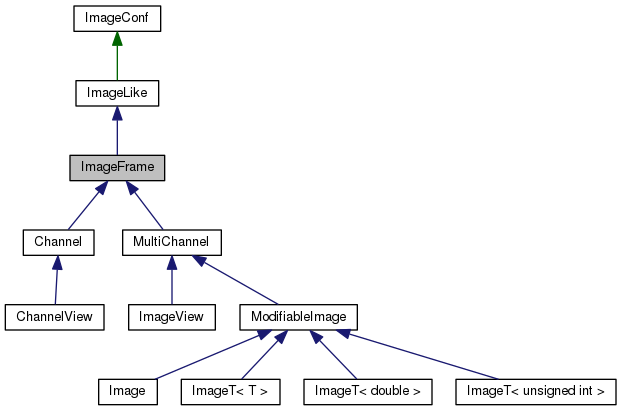 ImageConf
ImageLike
ImageFrame
Channel
MultiChannel
ChannelView
ImageView
ModifiableImage
Image
ImageT< T >
ImageT< double >
ImageT< unsigned int >